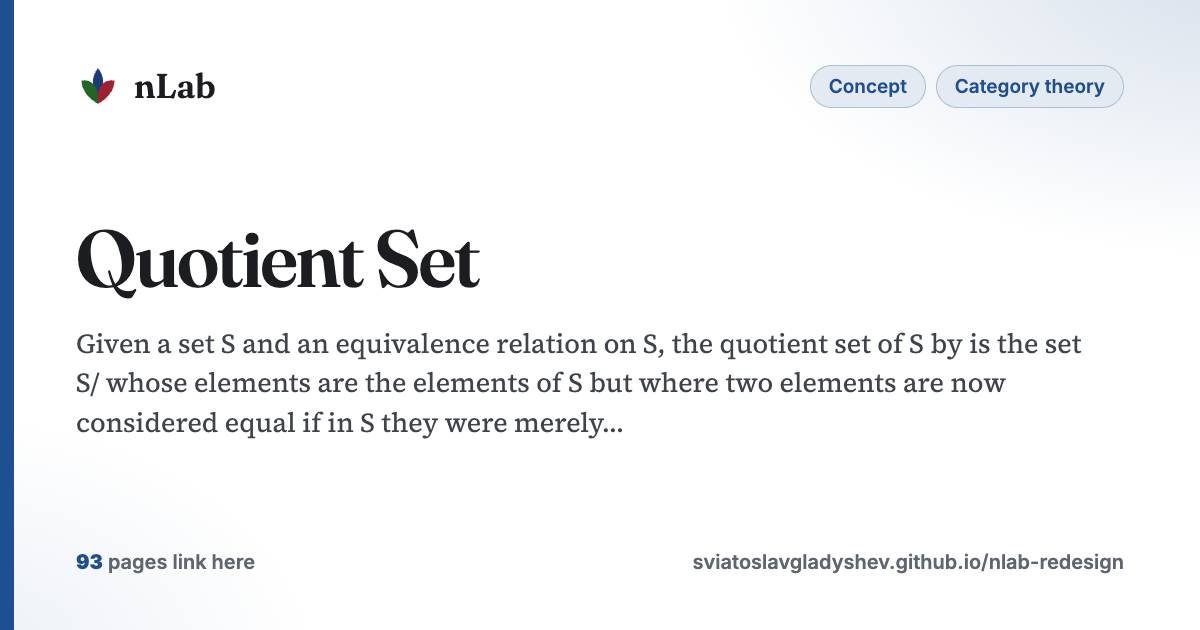 nLab
Concept
Category theory
Quotient Set
Given a set S and an equivalence relation on S, the quotient set of S by is the set
S/ whose elements are the elements of S but where two elements are now
considered equal if in S they were merely...
93 pages link here
sviatoslavgladyshev.github.io/nlab-redesign